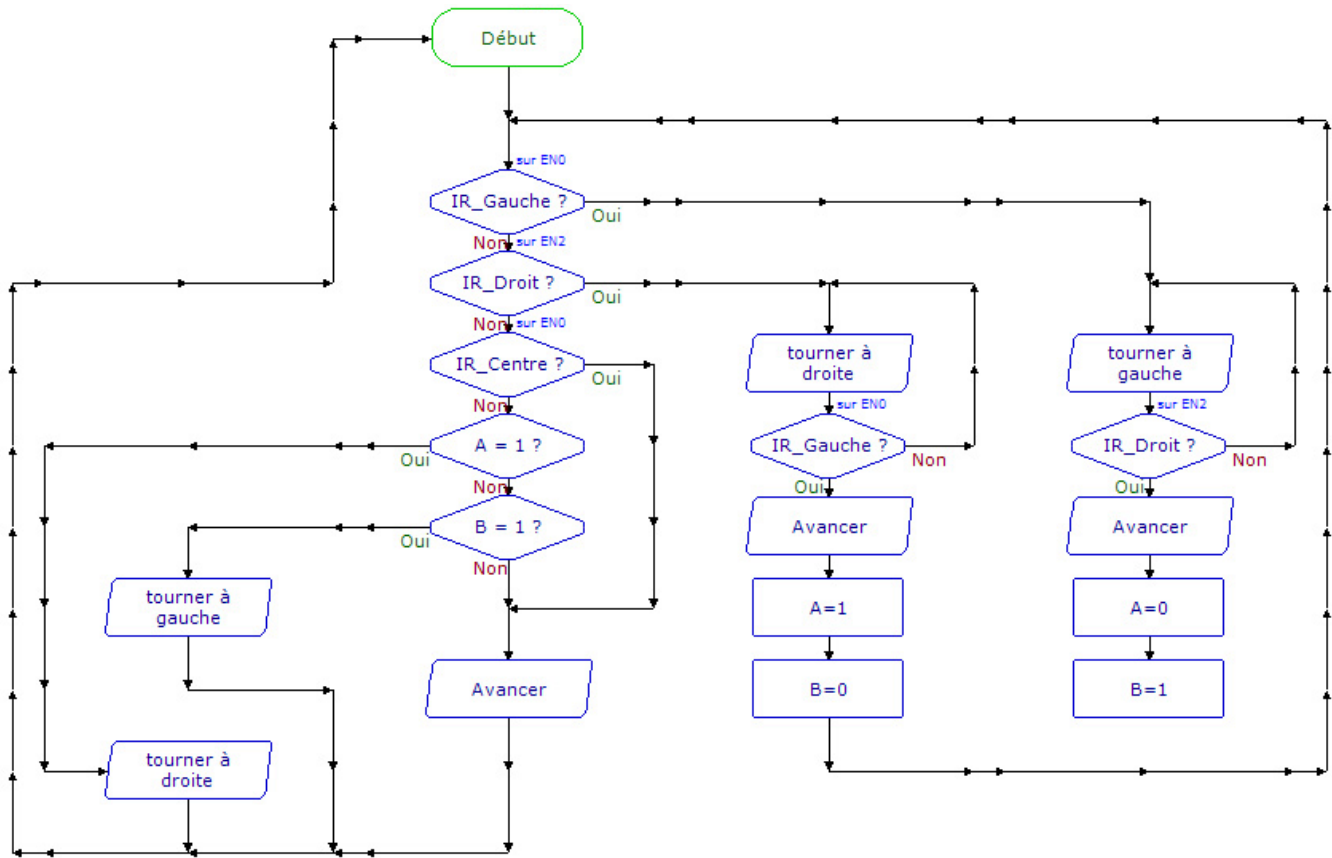 Début
sur EN0
IR_Gauche ?
Oui
Non
sur EN2
IR_Droit ?
Oui
Non
sur EN0
IR_Centre ?
Oui
Non
A = 1 ?
Oui
Non
B = 1 ?
Oui
Non
tourner à
gauche
Avancer
tourner à
droite
tourner à
droite
sur EN0
IR_Gauche ?
Non
Oui
Avancer
A=1
B=0
tourner à
gauche
sur EN2
IR_Droit ?
Non
Oui
Avancer
A=0
B=1